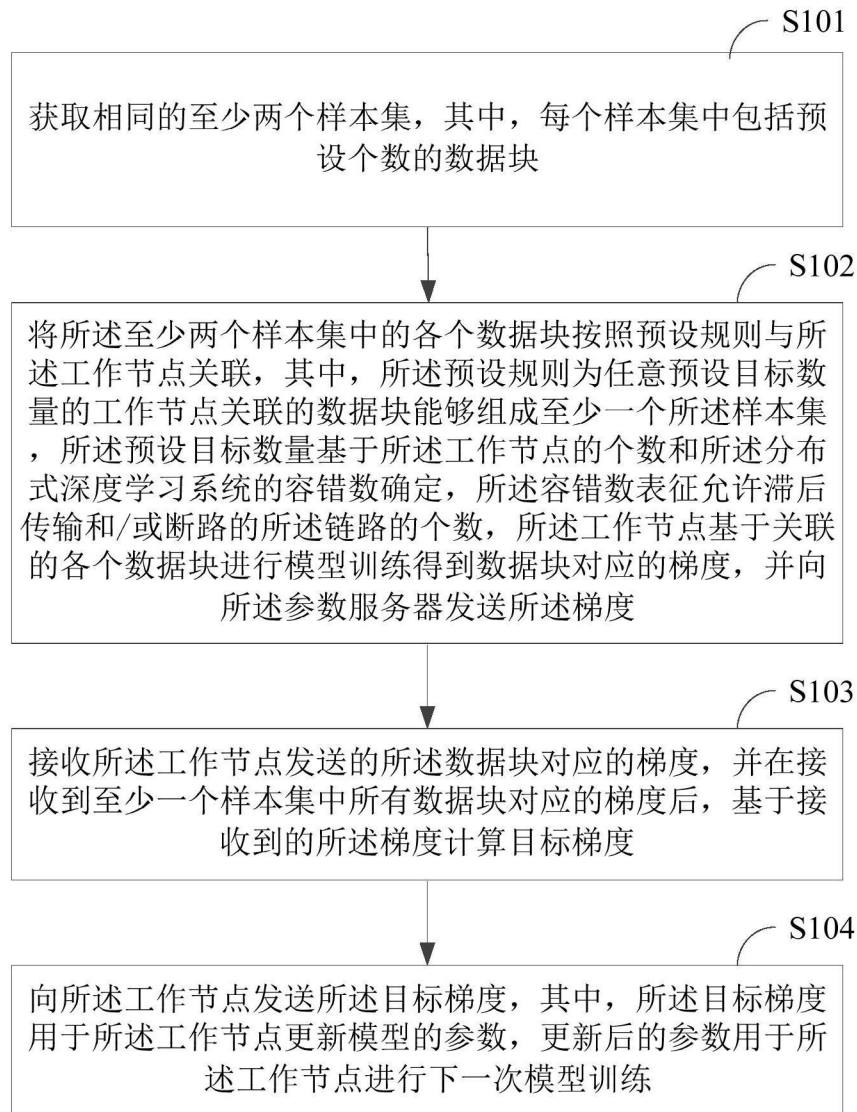 S101
获取相同的至少两个样本集，其中，每个样本集中包括预
设个数的数据块
S102
将所述至少两个样本集中的各个数据块按照预设规则与所
述工作节点关联，其中，所述预设规则为任意预设目标数
量的工作节点关联的数据块能够组成至少一个所述样本集
，所述预设目标数量基于所述工作节点的个数和所述分布
式深度学习系统的容错数确定，所述容错数表征允许滞后
传输和/或断路的所述链路的个数，所述工作节点基于关联
的各个数据块进行模型训练得到数据块对应的梯度，并向
所述参数服务器发送所述梯度
S103
接收所述工作节点发送的所述数据块对应的梯度，并在接
收到至少一个样本集中所有数据块对应的梯度后，基于接
收到的所述梯度计算目标梯度
S104
向所述工作节点发送所述目标梯度，其中，所述目标梯度
用于所述工作节点更新模型的参数，更新后的参数用于所
述工作节点进行下一次模型训练